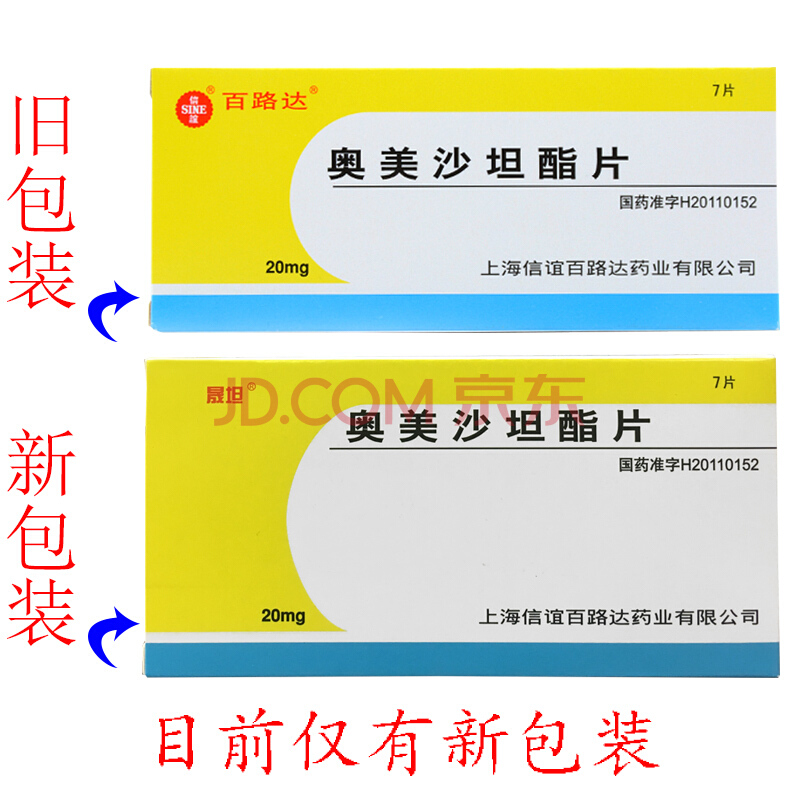 旧包装
信
SINE
谊
®
百路达®
7片
奥美沙坦酯片
国药准字H20110152
20mg
上海信谊百路达药业有限公司
新包装
晟坦®
7片
JD.COM 京东
奥美沙坦酯片
国药准字H20110152
20mg
上海信谊百路达药业有限公司
目前仅有新包装